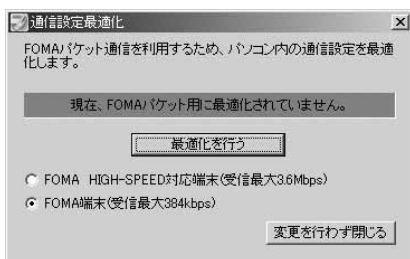 通信設定最適化
FOMAパケット通信を利用するため、パソコン内の通信設定を最適
化します。
現在、FOMAパケット用に最適化されていません。
最適化を行う
FOMA HIGH-SPEED対応端末(受信最大3.6Mbps)
FOMA端末(受信最大384kbps)
変更を行わず閉じる